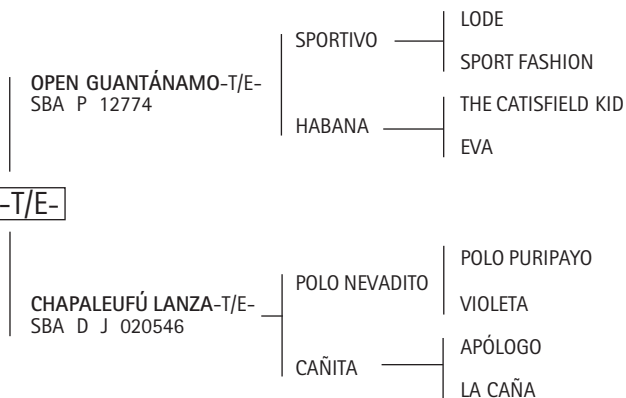 LODE
SPORTIVO
SPORT FASHION
OPEN GUANTÁNAMO-T/E-
SBA P 12774
THE CATISFIELD KID
HABANA
EVA
-T/E-
POLO PURIPAYO
POLO NEVADITO
VIOLETA
CHAPALEUFÚ LANZA-T/E-
SBA D J 020546
APÓLOGO
CAÑITA
LA CAÑA